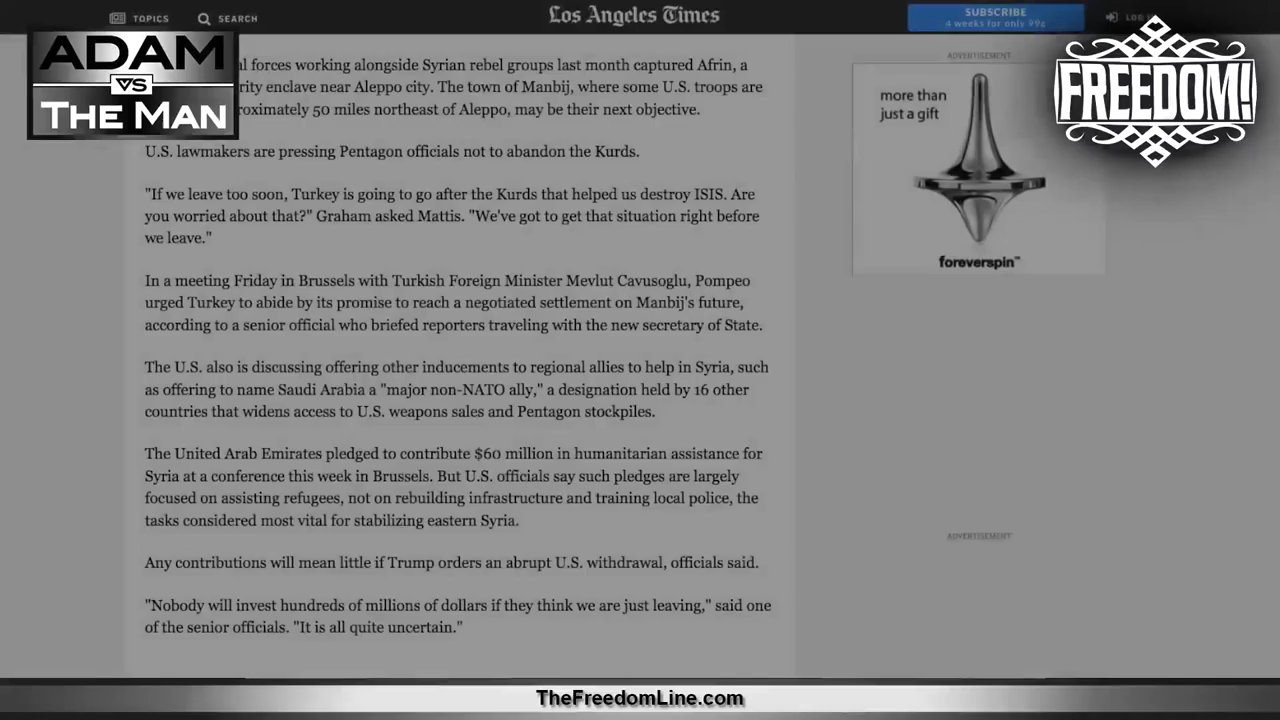 TOPICS
SEARCH
Los Angeles Times
SUBSCRIBE
4 weeks for only 99¢
LOG
ADAM
VS
THE MAN
FREEDOM!
l forces working alongside Syrian rebel groups last month captured Afrin, a
rity enclave near Aleppo city. The town of Manbij, where some U.S. troops are
roximately 50 miles northeast of Aleppo, may be their next objective.
U.S. lawmakers are pressing Pentagon officials not to abandon the Kurds.
"If we leave too soon, Turkey is going to go after the Kurds that helped us destroy ISIS. Are
you worried about that?" Graham asked Mattis. "We've got to get that situation right before
we leave."
In a meeting Friday in Brussels with Turkish Foreign Minister Mevlut Cavusoglu, Pompeo
urged Turkey to abide by its promise to reach a negotiated settlement on Manbij's future,
according to a senior official who briefed reporters traveling with the new secretary of State.
The U.S. also is discussing offering other inducements to regional allies to help in Syria, such
as offering to name Saudi Arabia a "major non-NATO ally," a designation held by 16 other
countries that widens access to U.S. weapons sales and Pentagon stockpiles.
The United Arab Emirates pledged to contribute $60 million in humanitarian assistance for
Syria at a conference this week in Brussels. But U.S. officials say such pledges are largely
focused on assisting refugees, not on rebuilding infrastructure and training local police, the
tasks considered most vital for stabilizing eastern Syria.
Any contributions will mean little if Trump orders an abrupt U.S. withdrawal, officials said.
"Nobody will invest hundreds of millions of dollars if they think we are just leaving," said one
of the senior officials. "It is all quite uncertain."
ADVERTISEMENT
more than
just a gift
foreverspin™
ADVERTISEMENT
TheFreedomLine.com